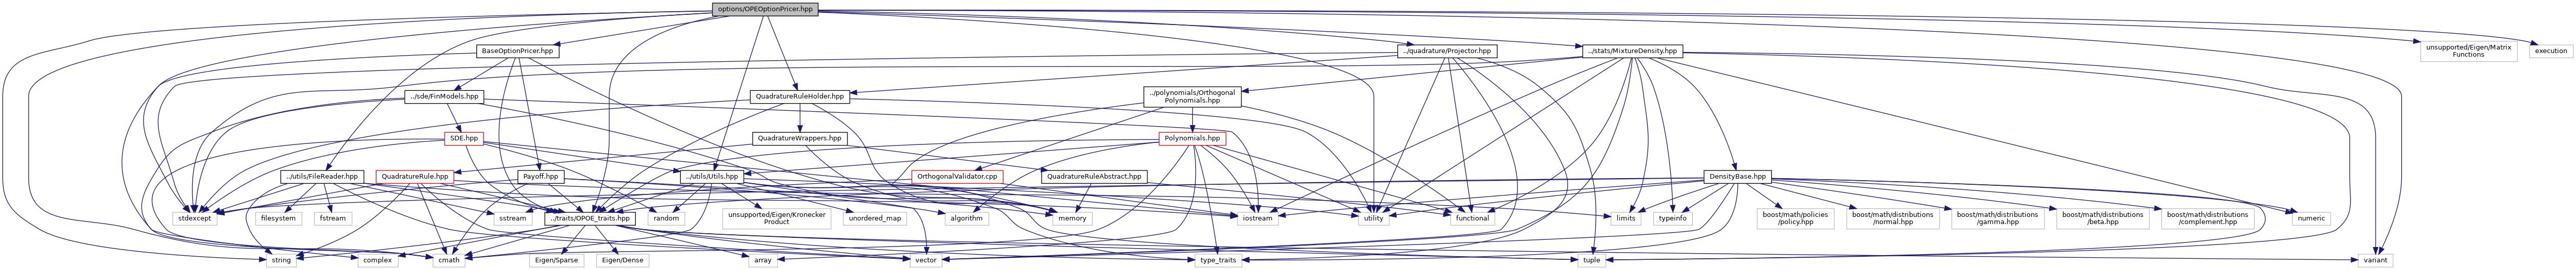 options/OPEOptionPricer.hpp
BaseOptionPricer.hpp
../quadrature/Projector.hpp
../stats/MixtureDensity.hpp
unsupported/Eigen/Matrix
Functions
execution
../sde/FinModels.hpp
QuadratureRuleHolder.hpp
../polynomials/Orthogonal
Polynomials.hpp
SDE.hpp
QuadratureWrappers.hpp
Polynomials.hpp
../utils/FileReader.hpp
QuadratureRule.hpp
Payoff.hpp
../utils/Utils.hpp
OrthogonalValidator.cpp
QuadratureRuleAbstract.hpp
DensityBase.hpp
stdexcept
filesystem
fstream
sstream
../traits/OPOE_traits.hpp
random
unsupported/Eigen/Kronecker
Product
unordered_map
algorithm
memory
iostream
utility
functional
limits
typeinfo
boost/math/policies
/policy.hpp
boost/math/distributions
/normal.hpp
boost/math/distributions
/gamma.hpp
boost/math/distributions
/beta.hpp
boost/math/distributions
/complement.hpp
numeric
string
complex
cmath
Eigen/Sparse
Eigen/Dense
array
vector
type_traits
tuple
variant